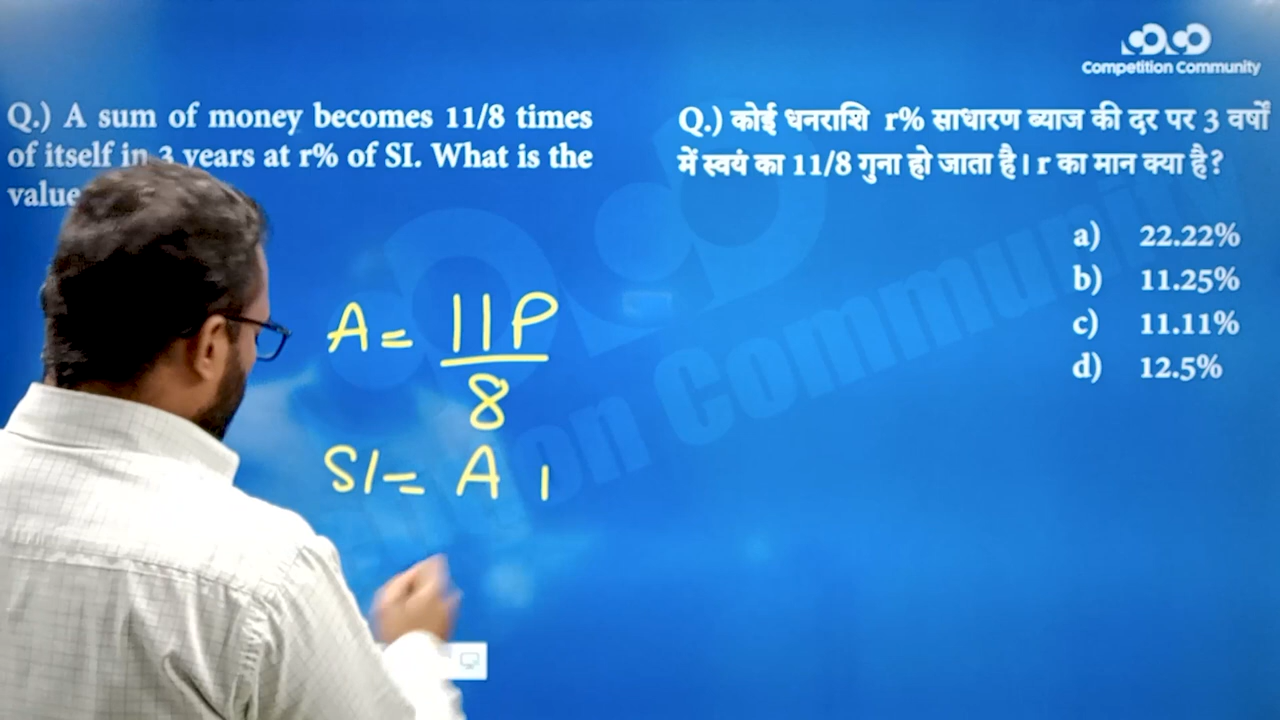 Competition Community
Q.) A sum of money becomes 11/8 times
of itself in 3 years at r% of SI. What is the
value
Q.) कोई धनराशि r% साधारण ब्याज की दर पर 3 वर्षों
में स्वयं का 11/8 गुना हो जाता है। r का मान क्या है?
a) 22.22%
b) 11.25%
c) 11.11%
d) 12.5%
A = 11P
8
SI = A